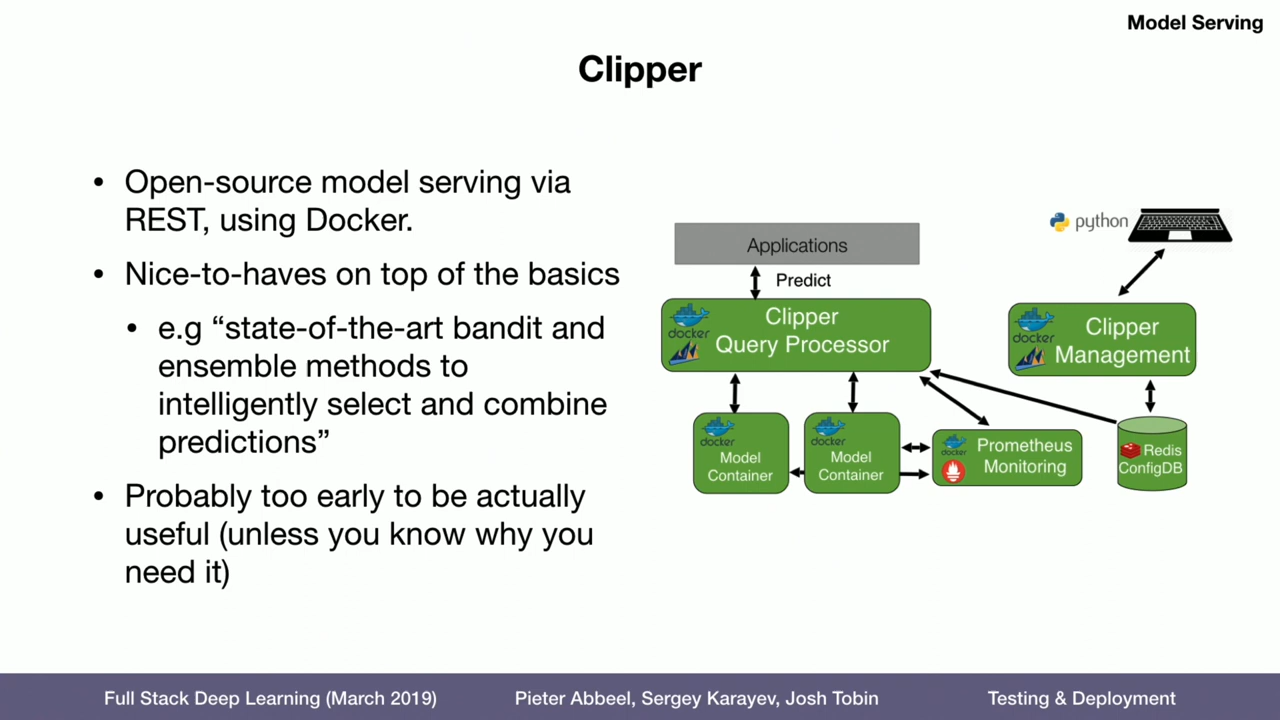 Model Serving
Clipper
• Open-source model serving via
REST, using Docker.
• Nice-to-haves on top of the basics
• e.g “state-of-the-art bandit and
ensemble methods to
intelligently select and combine
predictions”
• Probably too early to be actually
useful (unless you know why you
need it)
Applications
Predict
docker
Clipper
Query Processor
docker
Model
Container
docker
Model
Container
docker
Prometheus
Monitoring
python
docker
Clipper
Management
Redis
ConfigDB
Full Stack Deep Learning (March 2019)
Pieter Abbeel, Sergey Karayev, Josh Tobin
Testing & Deployment